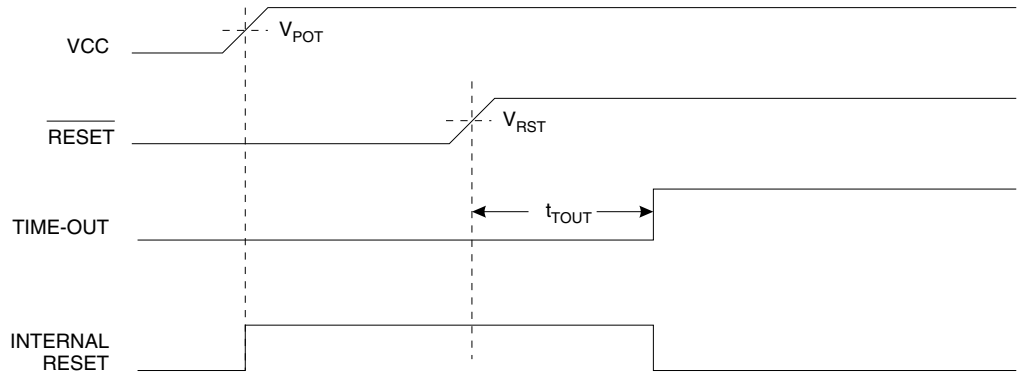 VCC
V_POT
RESET
V_RST
TIME-OUT
t_TOUT
INTERNAL
RESET